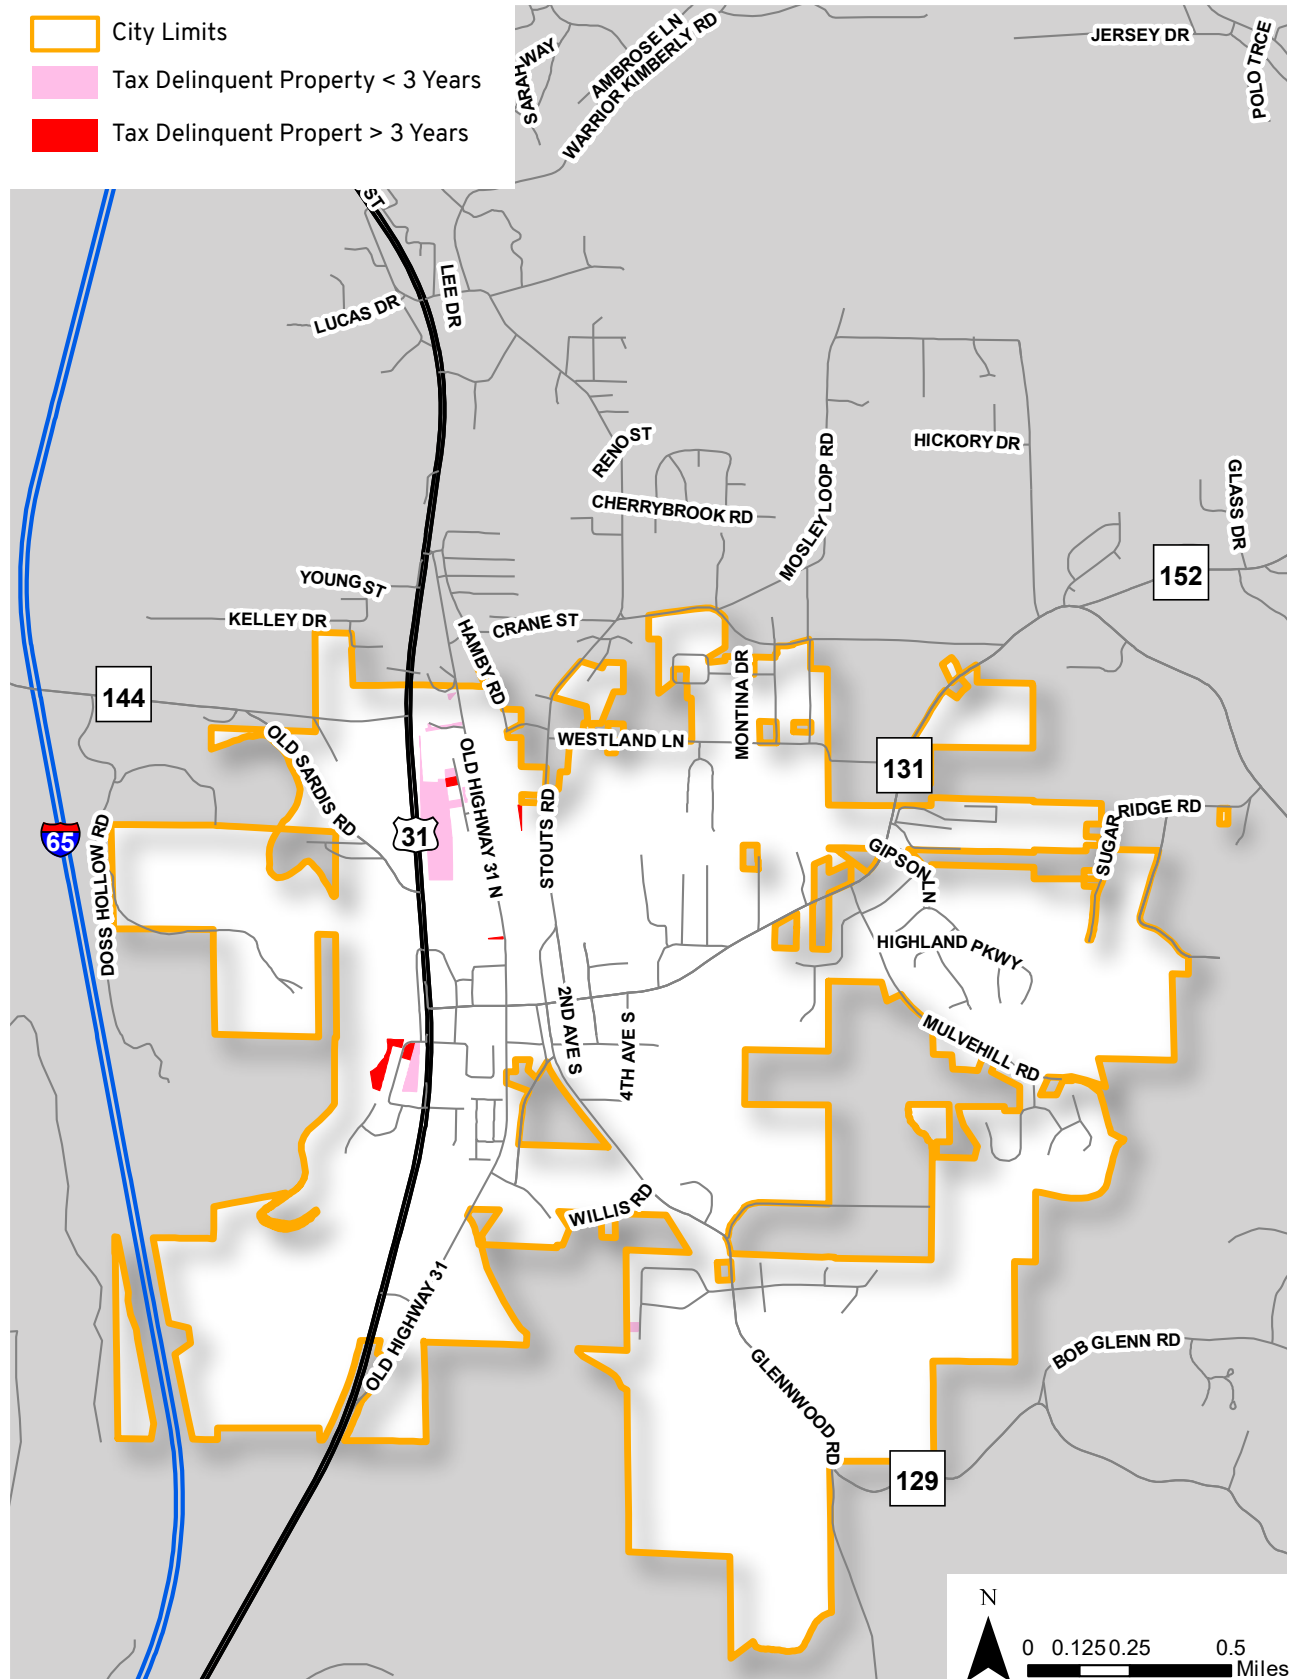 City Limits
Tax Delinquent Property < 3 Years
Tax Delinquent Propert > 3 Years
SARAH WAY
AMBROSE LN
WARRIOR KIMBERLY RD
JERSEY DR
POLO TRCE
ST
LUCAS DR
LEE DR
RENO ST
CHERRYBROOK RD
MOSLEY LOOP RD
HICKORY DR
GLASS DR
152
YOUNG ST
KELLEY DR
CRANE ST
HAMBY RD
144
OLD SARDIS RD
OLD HIGHWAY 31 N
WESTLAND LN
MONTINA DR
131
STOUTS RD
31
65
DOSS HOLLOW RD
SUGAR RIDGE RD
GIPSON LN
HIGHLAND PKWY
MULVEHILL RD
2ND AVE S
4TH AVE S
WILLIS RD
OLD HIGHWAY 31
GLENNWOOD RD
BOB GLENN RD
129
N
0 0.125 0.25 0.5
Miles